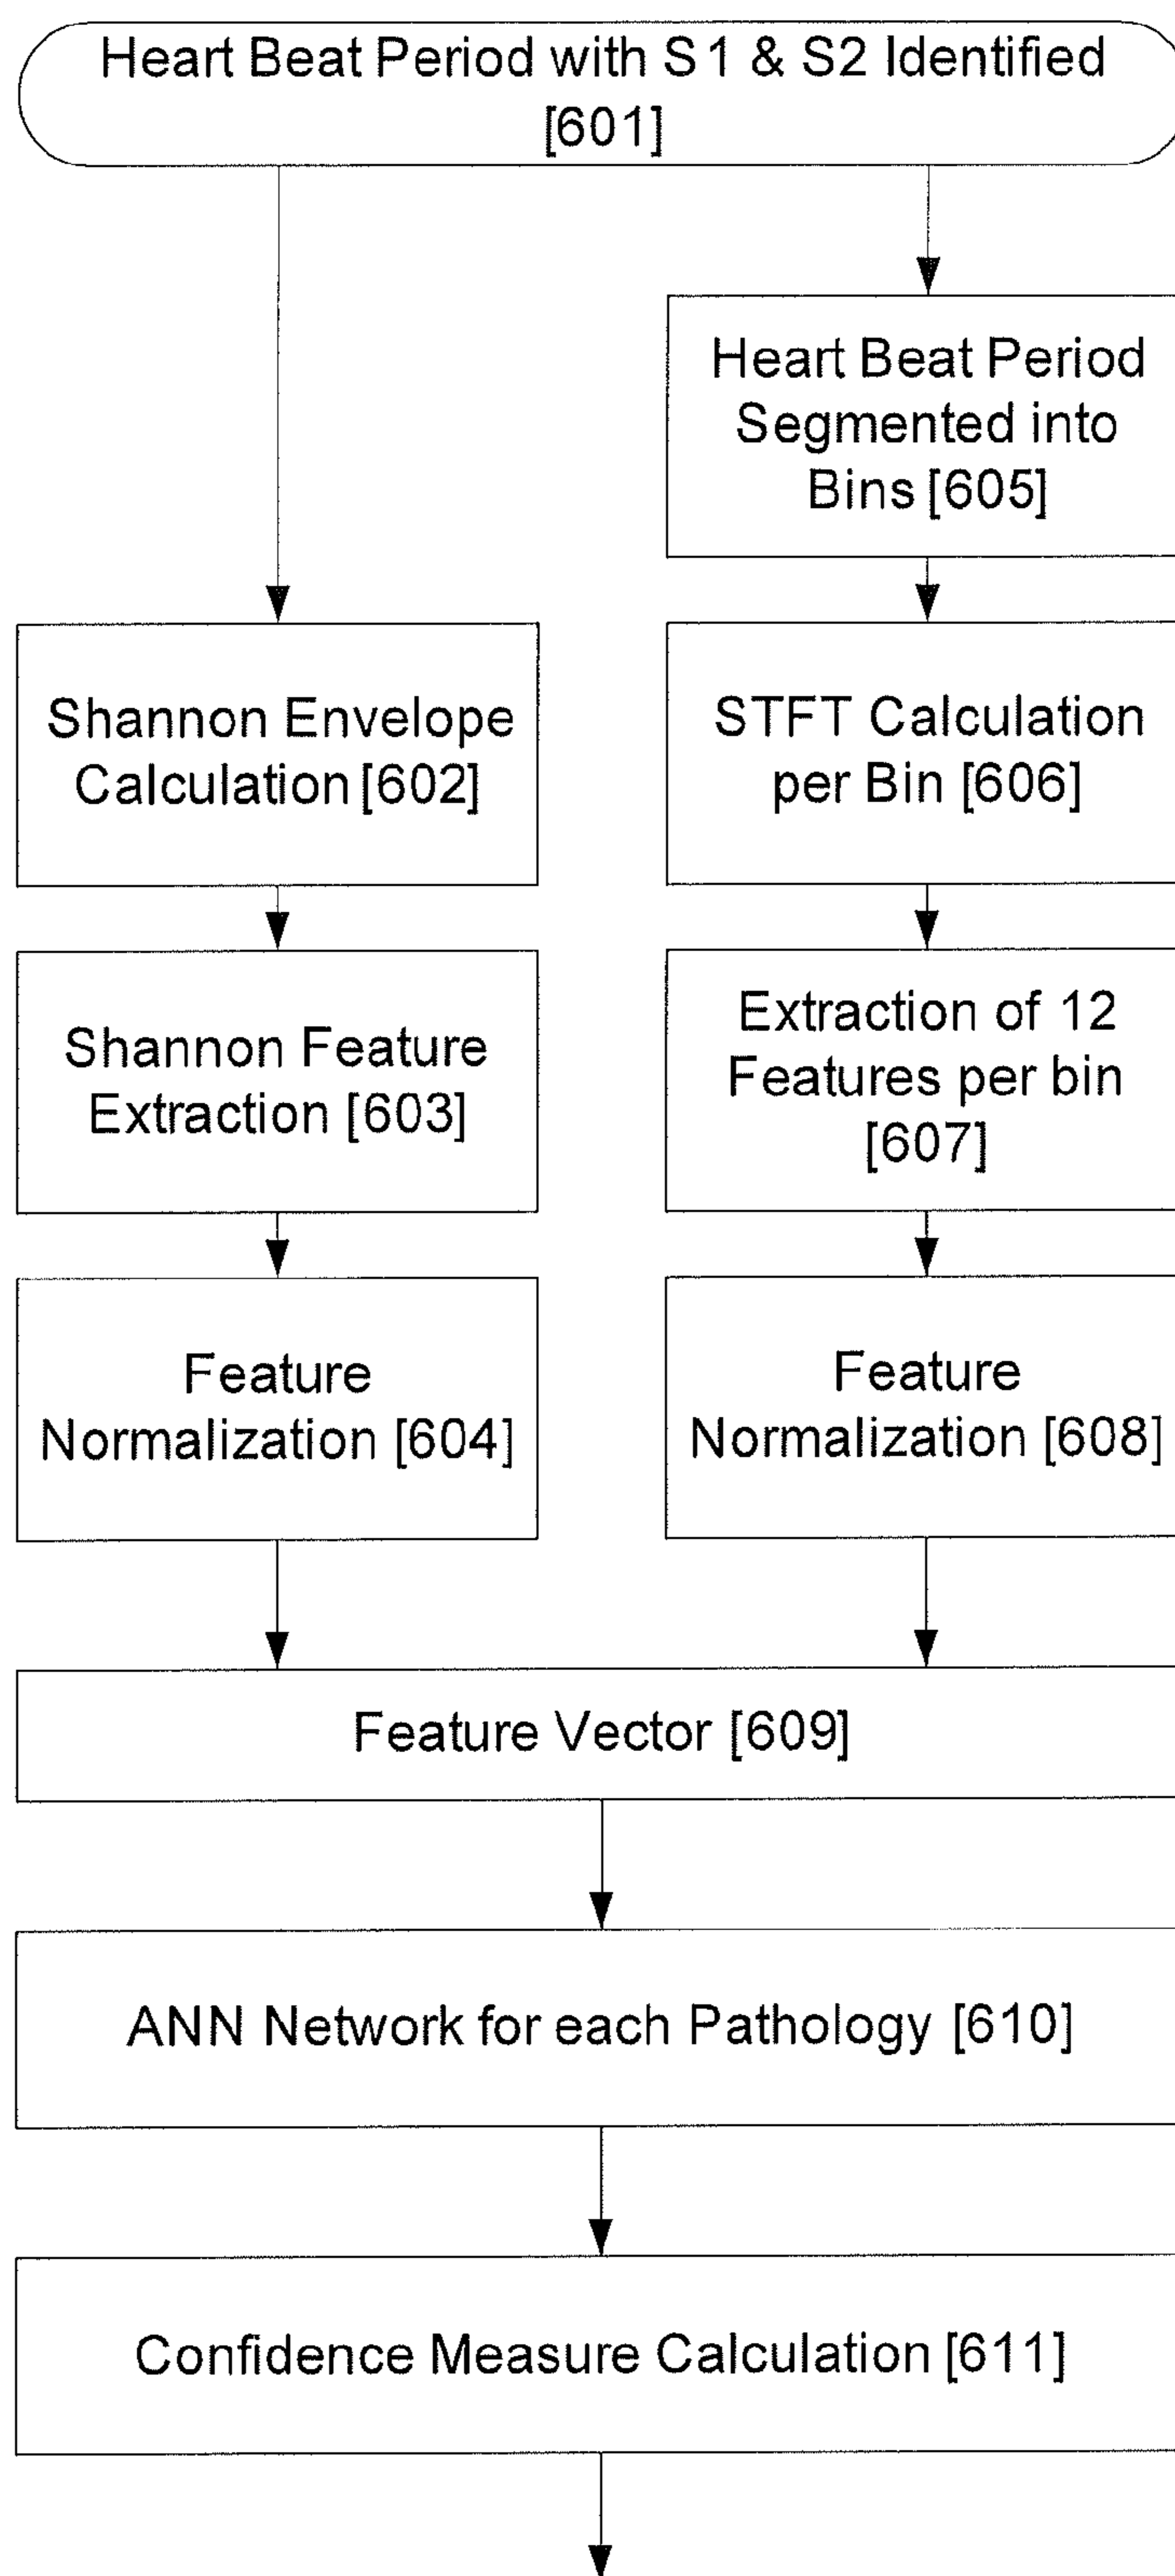 Heart Beat Period with S1 & S2 Identified
[601]
Heart Beat Period
Segmented into
Bins [605]
Shannon Envelope
Calculation [602]
STFT Calculation
per Bin [606]
Shannon Feature
Extraction [603]
Extraction of 12
Features per bin
[607]
Feature
Normalization [604]
Feature
Normalization [608]
Feature Vector [609]
ANN Network for each Pathology [610]
Confidence Measure Calculation [611]